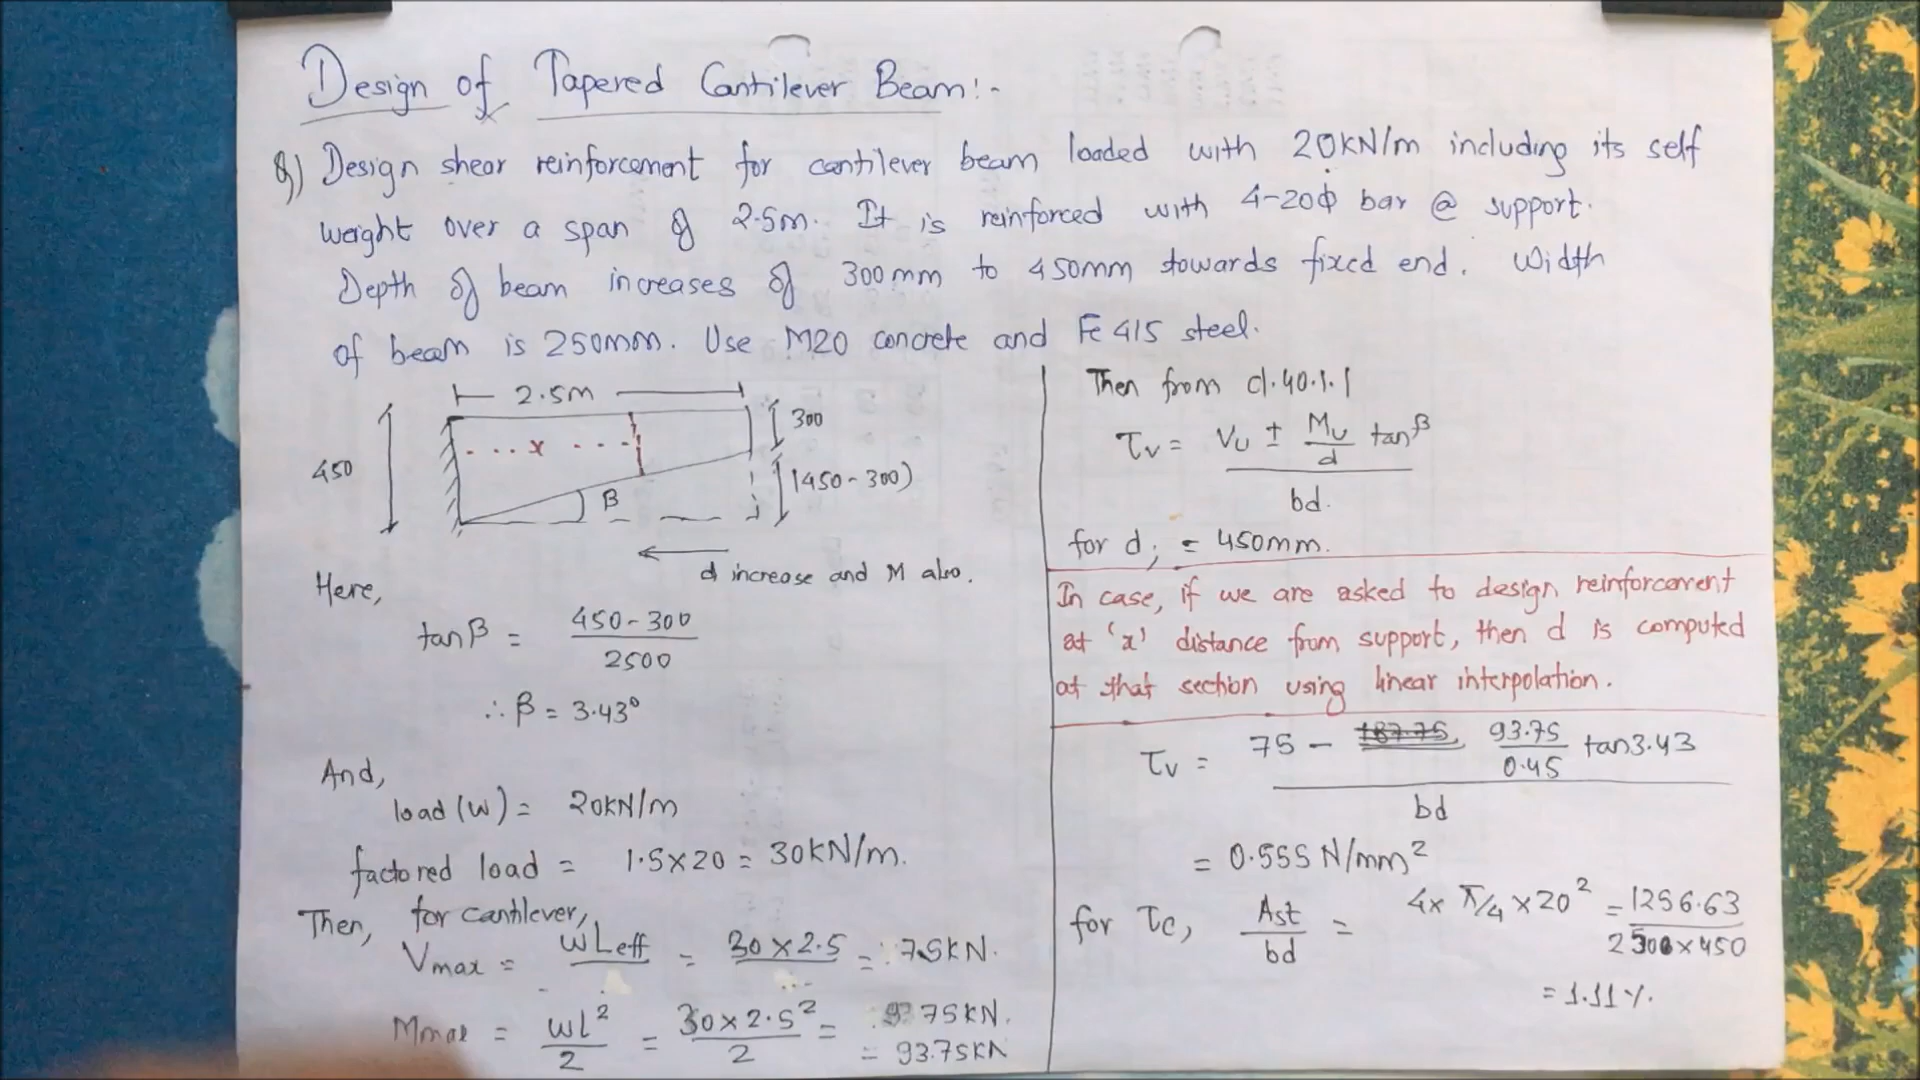 Design of Tapered Cantilever Beam:-
Q) Design shear reinforcement for cantilever beam loaded with 20KN/m including its self
weight over a span of 2.5m. It is reinforced with 4-20ϕ bar @ support.
Depth of beam increases of 300mm to 450mm stowards fixed end. Width
of beam is 250mm. Use M20 concrete and Fe 415 steel.
2.5m
300
450
x
(450-300)
β
d increase and M also.
Here,
tanβ = 450-300 / 2500
∴ β = 3.43°
And,
load (w) = 20KN/m
factored load = 1.5×20 = 30KN/m.
Then, for cantilever,
Vmax = wLeff = 30×2.5 = 75KN.
Mmax = wl² / 2 = 30×2.5² / 2 = 93.75KN.
= 93.75KN
Then from cl.40.1.1
τv = Vu ± Mu/d tanβ / bd.
for d, = 450mm.
In case, if we are asked to design reinforcement
at 'x' distance from support, then d is computed
at that section using linear interpolation.
τv = 75 - 187.75, 93.75/0.45 tan3.43 / bd
= 0.555 N/mm²
for τc, Ast/bd = 4× π/4 ×20² = 1256.63 / 250×450
= 1.11%.